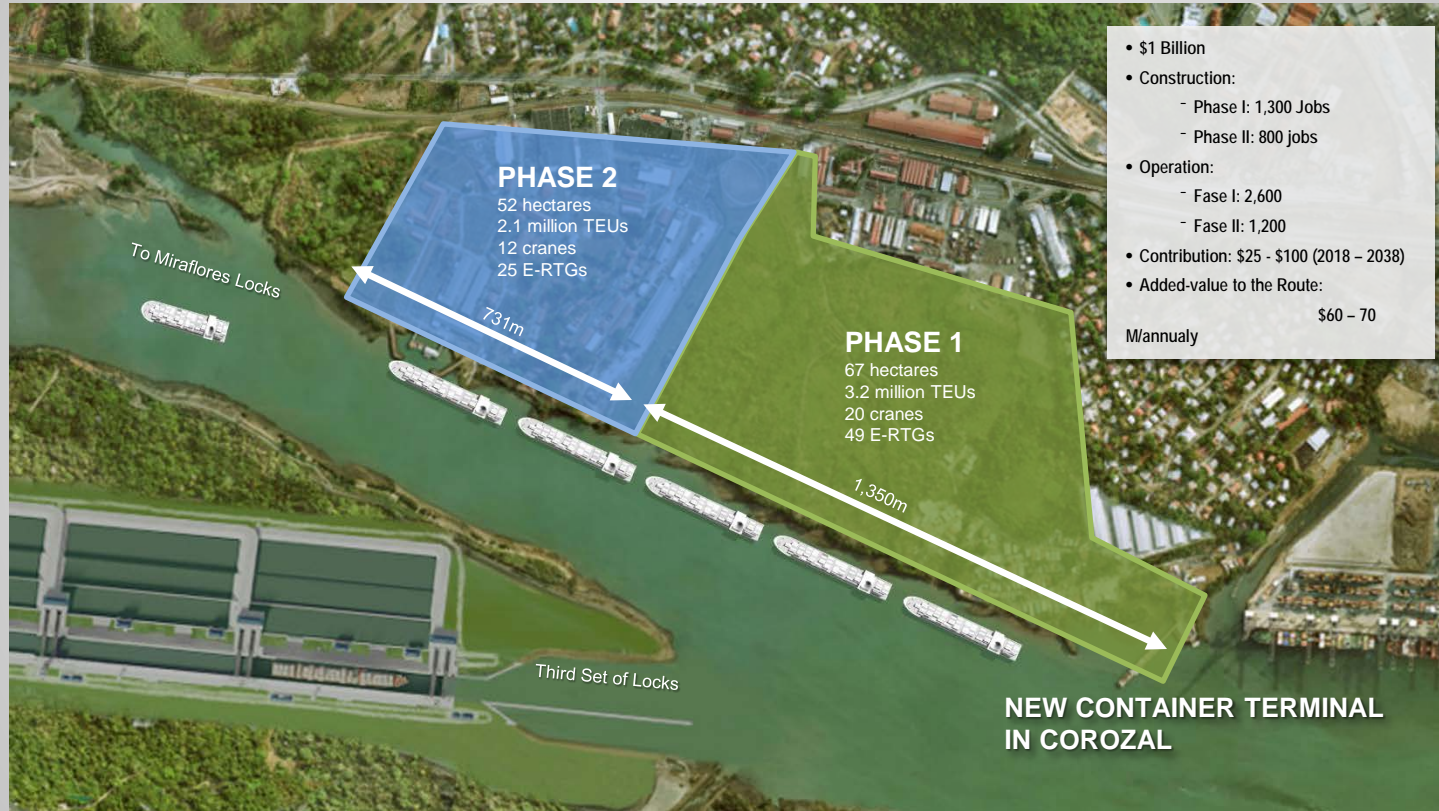 • $1 Billion
• Construction:
- Phase I: 1,300 Jobs
- Phase II: 800 jobs
• Operation:
- Fase I: 2,600
- Fase II: 1,200
• Contribution: $25 - $100 (2018 – 2038)
• Added-value to the Route:
$60 – 70
M/annualy
PHASE 2
52 hectares
2.1 million TEUs
12 cranes
25 E-RTGs
To Miraflores Locks
731m
PHASE 1
67 hectares
3.2 million TEUs
20 cranes
49 E-RTGs
1,350m
Third Set of Locks
NEW CONTAINER TERMINAL
IN COROZAL